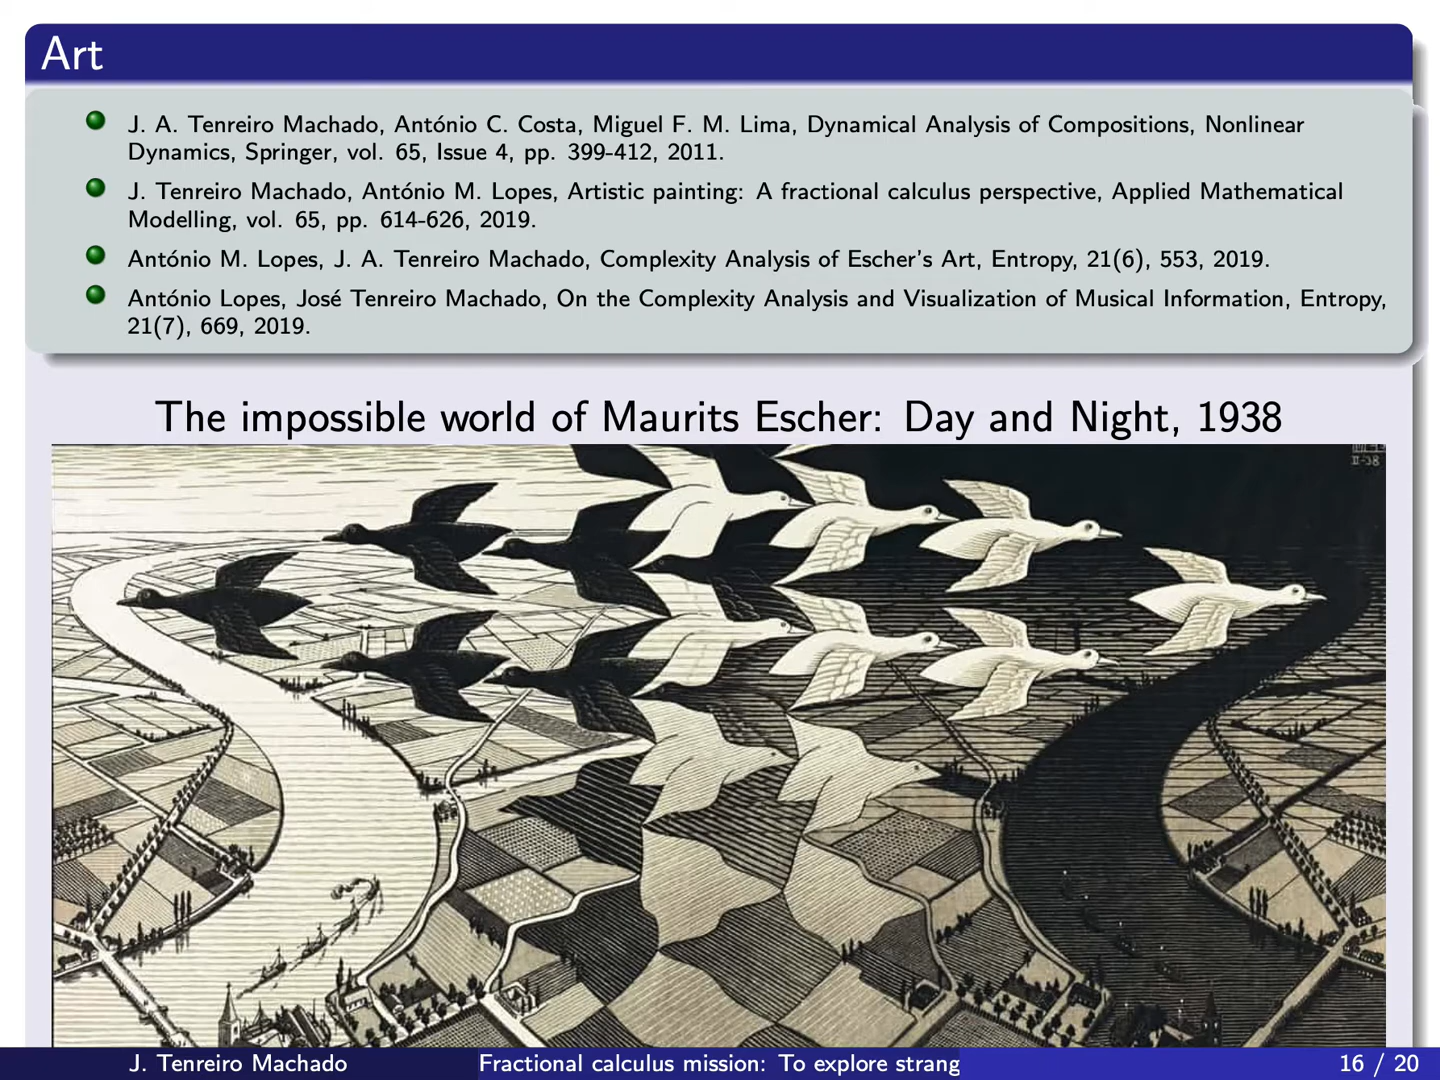 Art
J. A. Tenreiro Machado, António C. Costa, Miguel F. M. Lima, Dynamical Analysis of Compositions, Nonlinear
Dynamics, Springer, vol. 65, Issue 4, pp. 399-412, 2011.
J. Tenreiro Machado, António M. Lopes, Artistic painting: A fractional calculus perspective, Applied Mathematical
Modelling, vol. 65, pp. 614-626, 2019.
António M. Lopes, J. A. Tenreiro Machado, Complexity Analysis of Escher's Art, Entropy, 21(6), 553, 2019.
António Lopes, José Tenreiro Machado, On the Complexity Analysis and Visualization of Musical Information, Entropy,
21(7), 669, 2019.
The impossible world of Maurits Escher: Day and Night, 1938
II-38
J. Tenreiro Machado
Fractional calculus mission: To explore strang
16 / 20